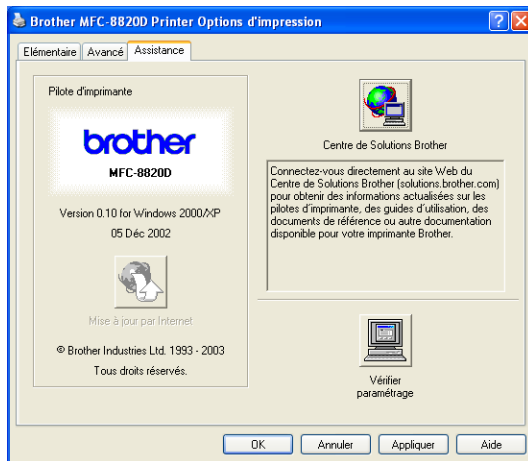 Brother MFC-8820D Printer Options d'impression
Elémentaire Avancé Assistance
Pilote d'imprimante
brother
MFC-8820D
Version 0.10 for Windows 2000/XP
05 Déc 2002
Mise à jour par Internet
© Brother Industries Ltd. 1993 - 2003
Tous droits réservés.
Centre de Solutions Brother
Connectez-vous directement au site Web du
Centre de Solutions Brother (solutions.brother.com)
pour obtenir des informations actualisées sur les
pilotes d'imprimante, des guides d'utilisation, des
documents de référence ou autre documentation
disponible pour votre imprimante Brother.
Vérifier
paramétrage
OK Annuler Appliquer Aide